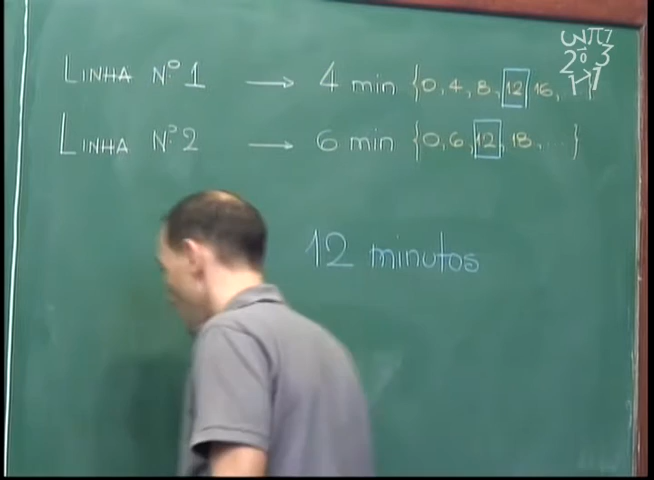 LINHA Nº 1 → 4 min {0, 4, 8, 12, 16, ...}
LINHA Nº 2 → 6 min {0, 6, 12, 18, ...}
12 minutos